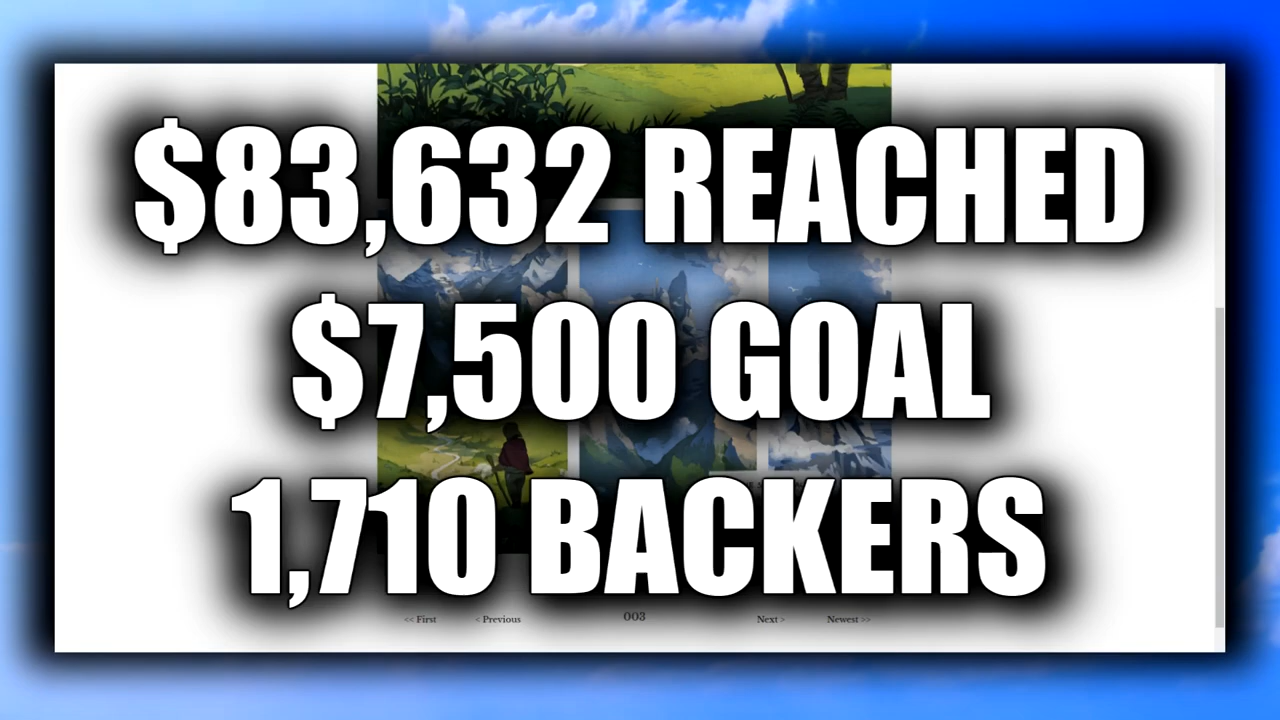 $83,632 REACHED
$7,500 GOAL
1,710 BACKERS
<< First < Previous 003 Next > Newest >>